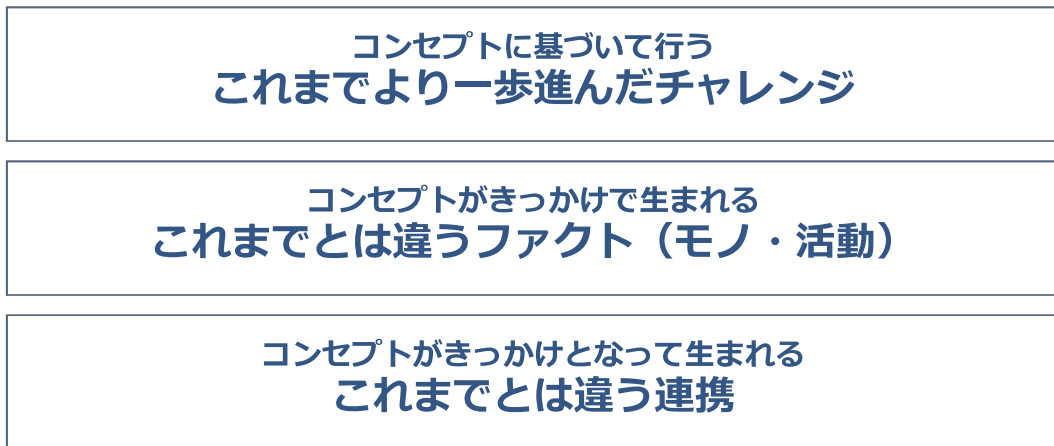 コンセプトに基づいて行う
これまでより一歩進んだチャレンジ
コンセプトがきっかけで生まれる
これまでとは違うファクト（モノ・活動）
コンセプトがきっかけとなって生まれる
これまでとは違う連携